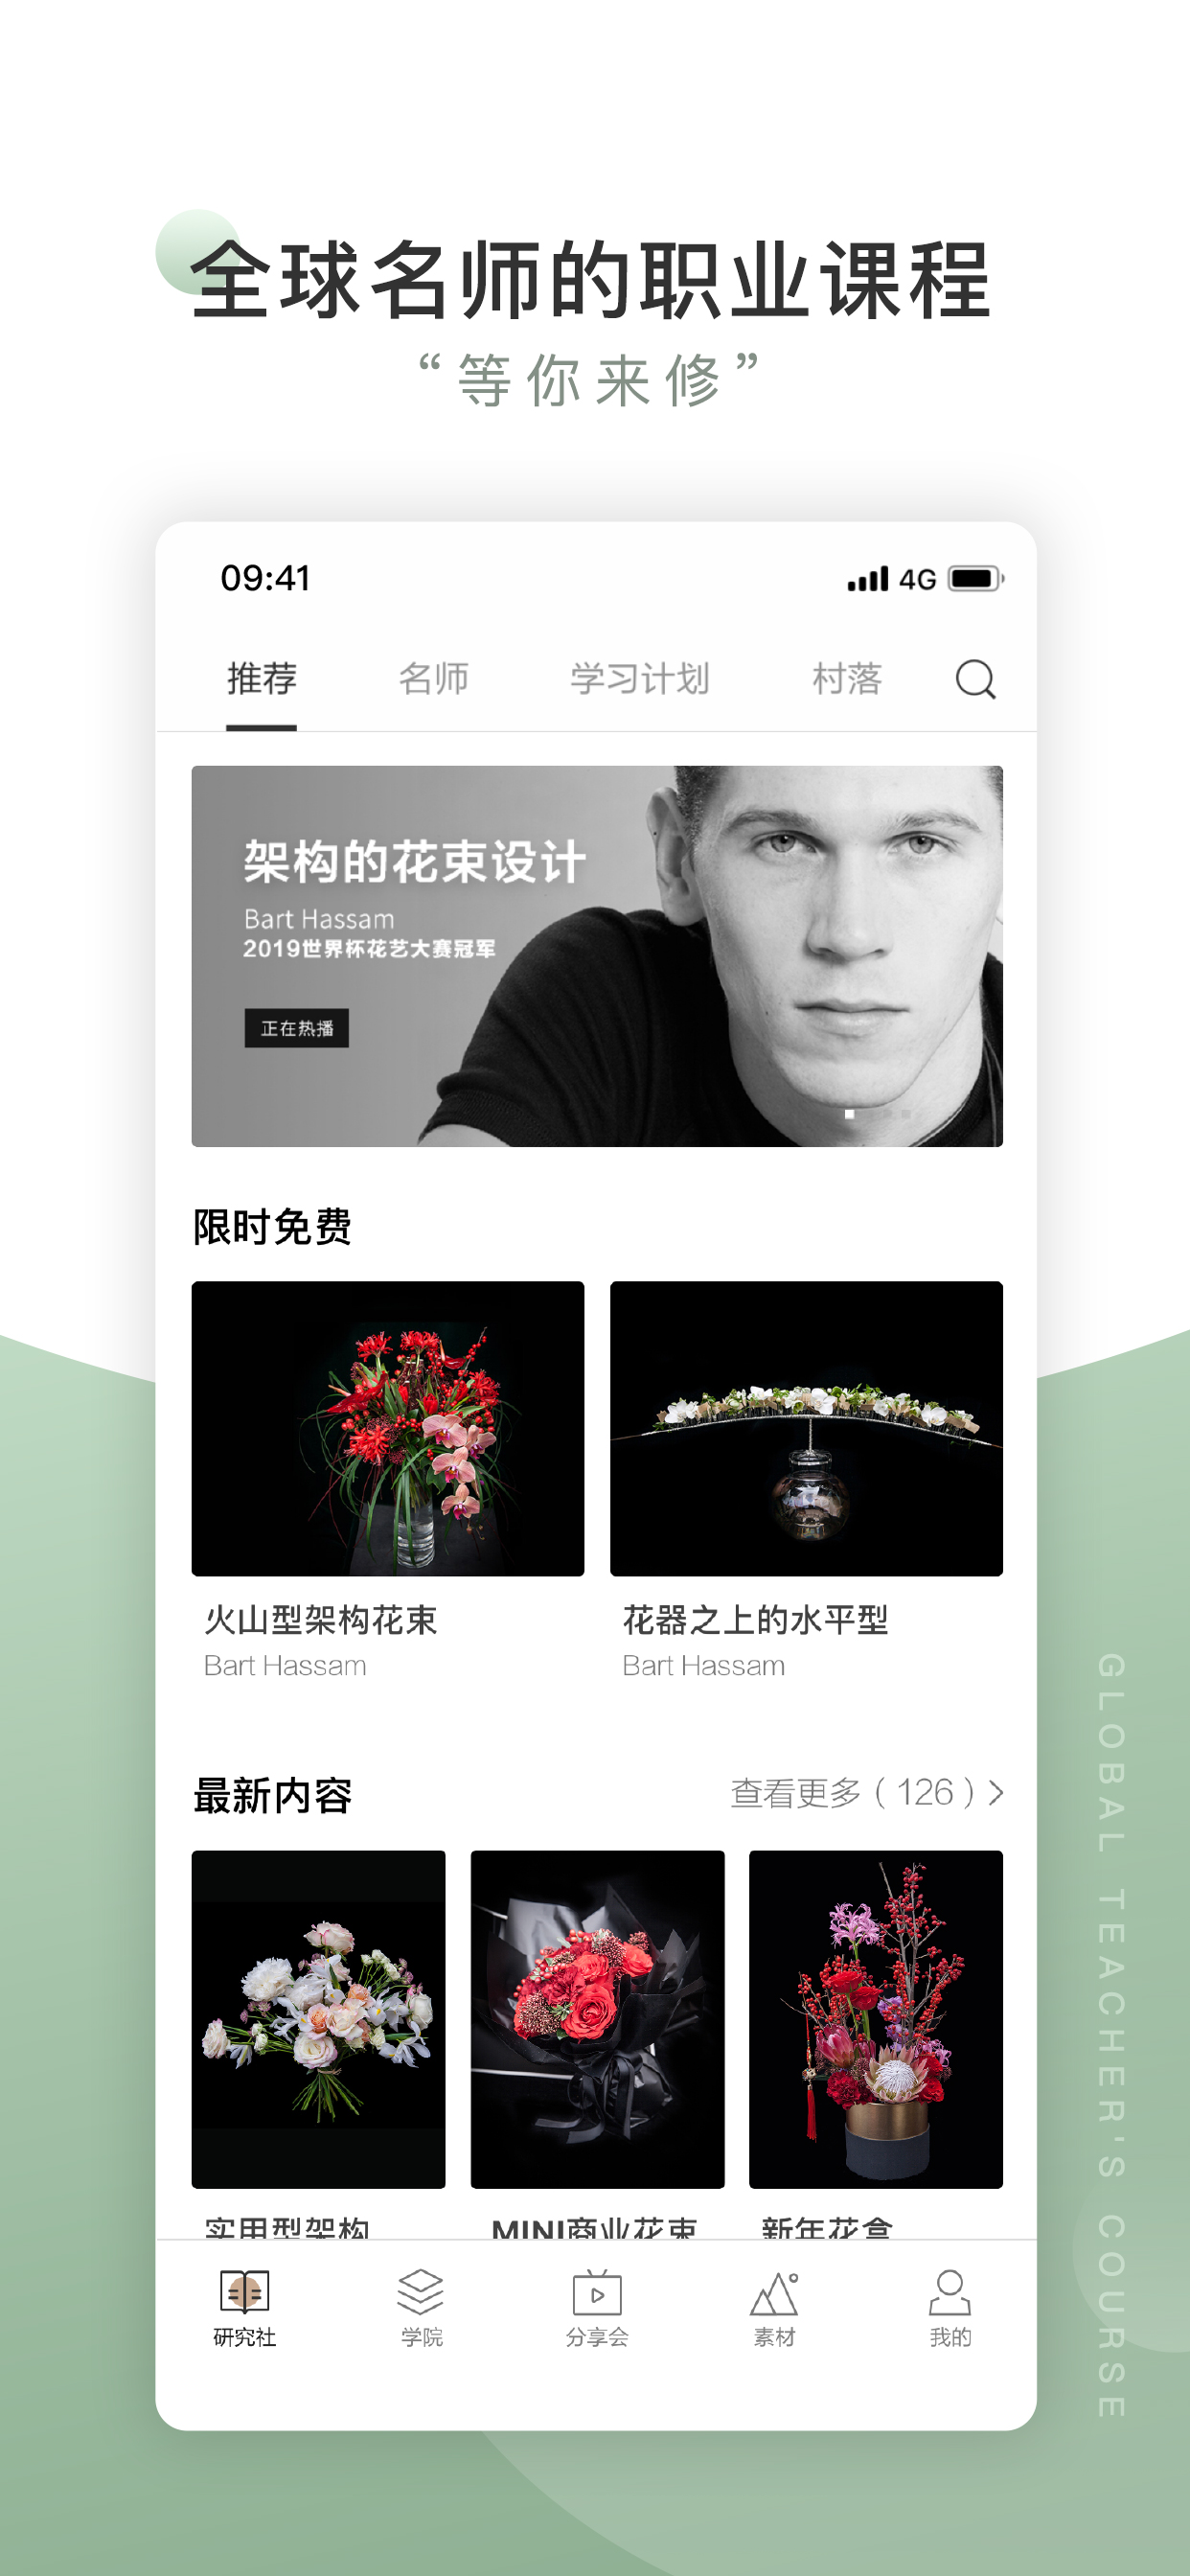 全球名师的职业课程
“等你来修”
09:41
4G
推荐
名师
学习计划
村落
架构的花束设计
Bart Hassam
2019世界杯花艺大赛冠军
正在热播
限时免费
火山型架构花束
Bart Hassam
花器之上的水平型
Bart Hassam
最新内容
查看更多（126）
实用型架构
MINI商业花束
新年花盒
研究社
学院
分享会
素材
我的
GLOBAL TEACHER'S COURSE